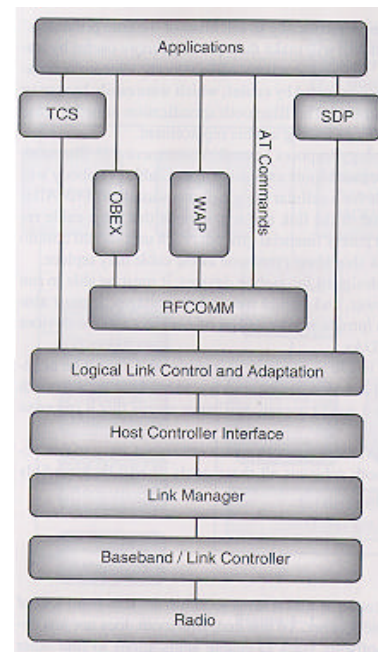 Applications
TCS
SDP
AT Commands
OBEX
WAP
RFCOMM
Logical Link Control and Adaptation
Host Controller Interface
Link Manager
Baseband / Link Controller
Radio